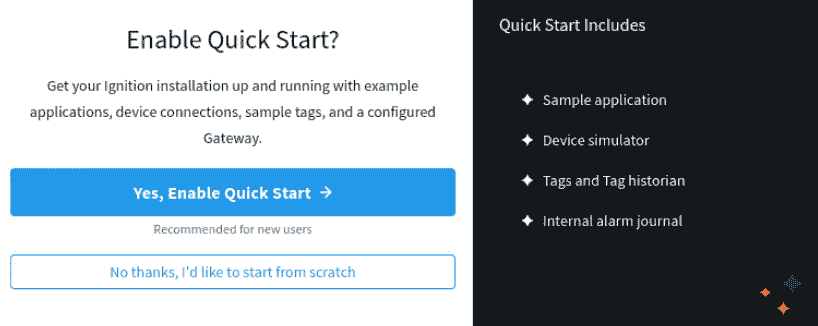 Enable Quick Start?
Get your Ignition installation up and running with example
applications, device connections, sample tags, and a configured
Gateway.
Yes, Enable Quick Start →
Recommended for new users
No thanks, I'd like to start from scratch
Quick Start Includes
Sample application
Device simulator
Tags and Tag historian
Internal alarm journal